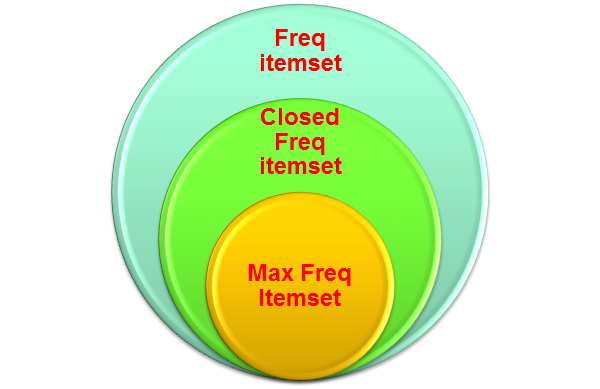 Freq
itemset
Closed
Freq
itemset
Max Freq
Itemset